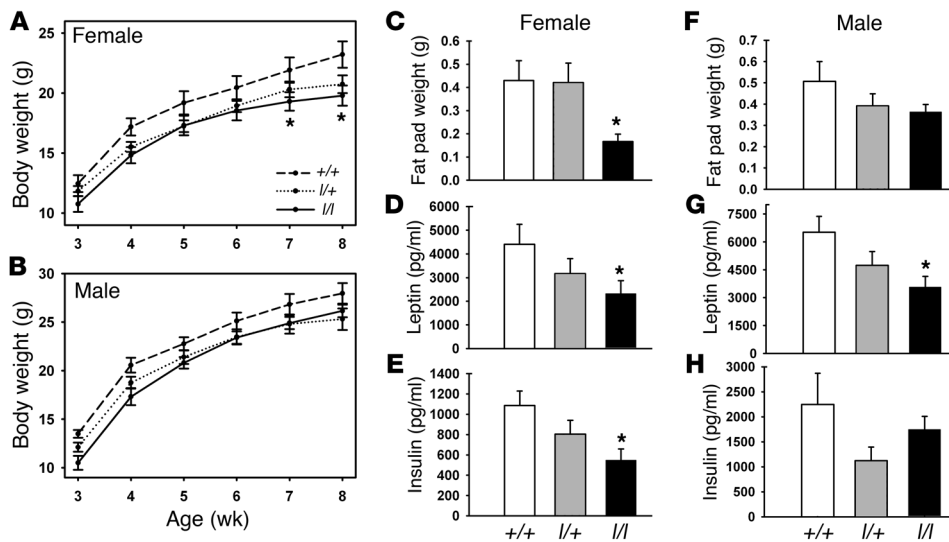 A
Female
Body weight (g)
25
20
15
10
+/+
l/+
l/l
*
*
3 4 5 6 7 8
B
Male
Body weight (g)
30
25
20
15
10
3 4 5 6 7 8
Age (wk)
C
Female
Fat pad weight (g)
0.6
0.5
0.4
0.3
0.2
0.1
0.0
*
D
Leptin (pg/ml)
6000
5000
4000
3000
2000
1000
0
*
E
Insulin (pg/ml)
1400
1200
1000
800
600
400
200
0
*
+/+ l/+ l/l
F
Male
Fat pad weight (g)
0.7
0.6
0.5
0.4
0.3
0.2
0.1
0.0
G
Leptin (pg/ml)
7500
6000
4500
3000
1500
0
*
H
Insulin (pg/ml)
3000
2500
2000
1500
1000
500
0
+/+ l/+ l/l